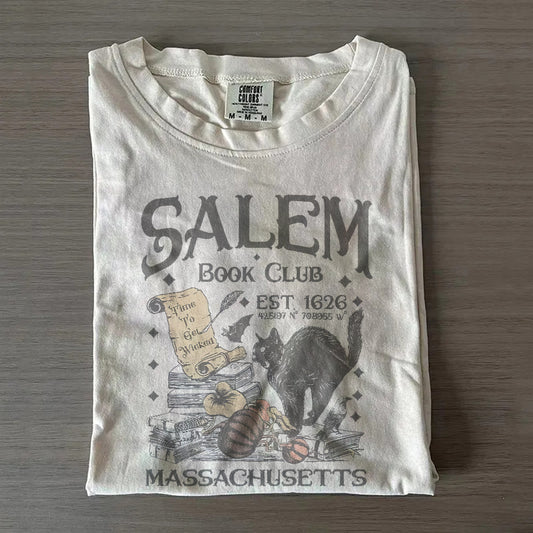 COMFORT
COLORS
M - M - M
SALEM
BOOK CLUB
EST. 1626
Time
To
Get
Wicked
MASSACHUSETTS